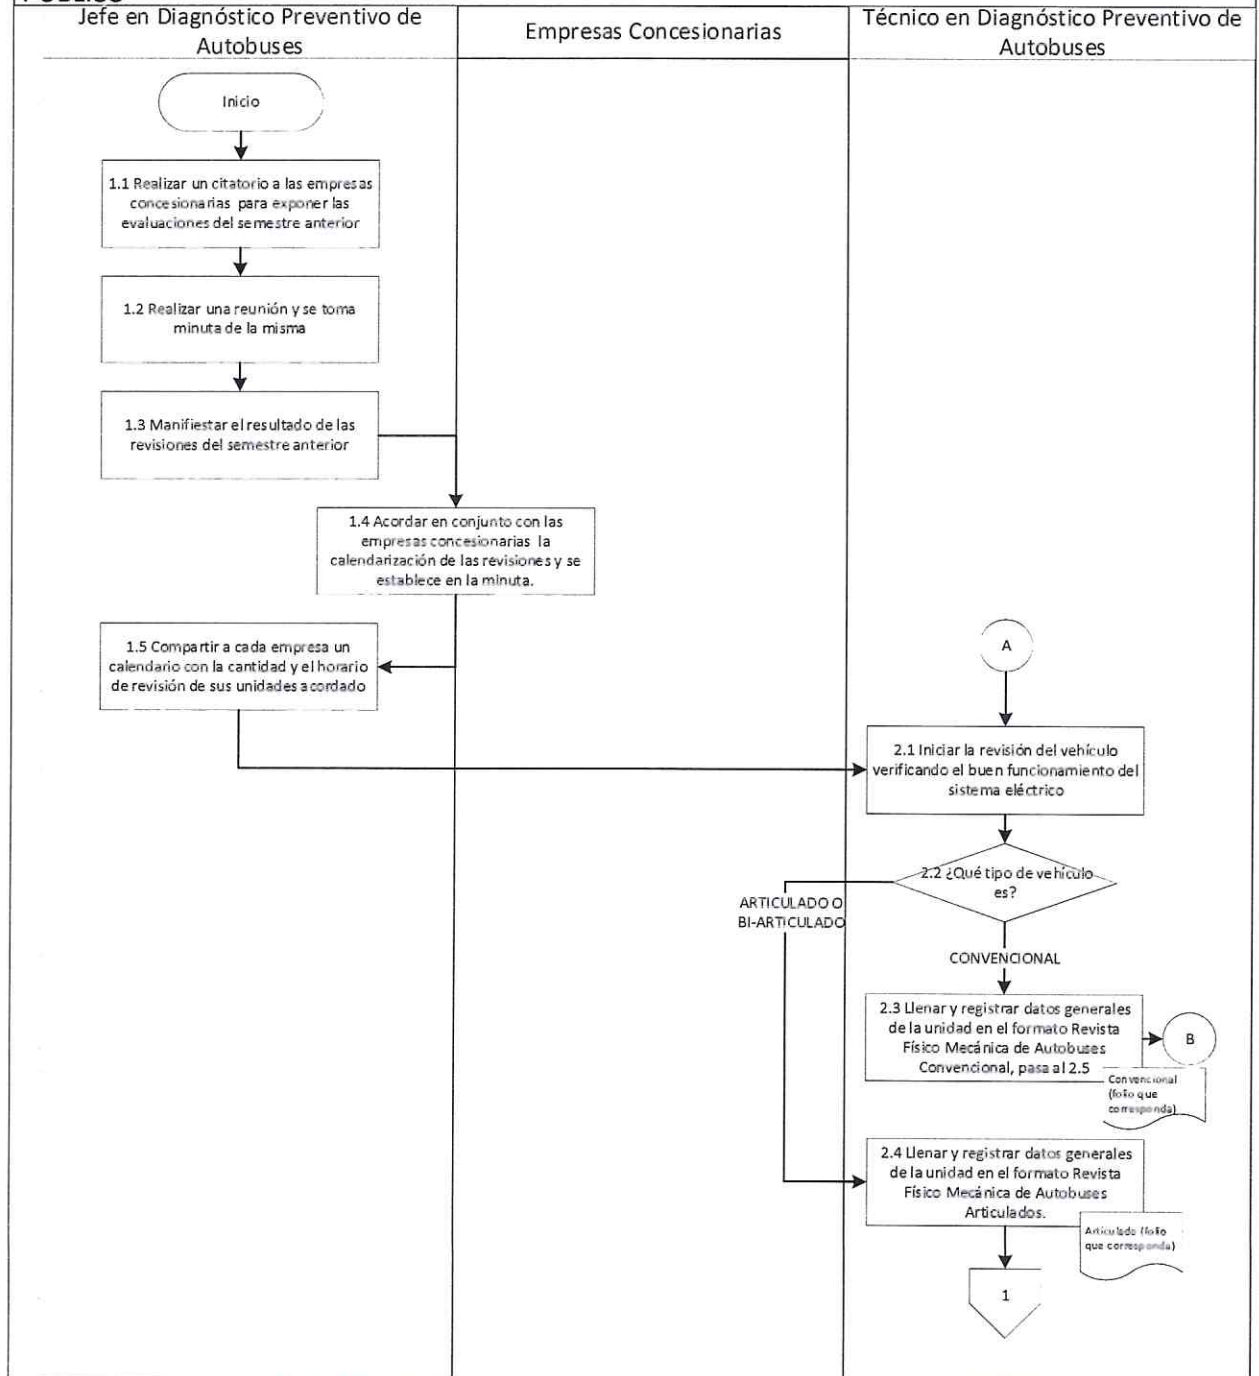 Jefe en Diagnóstico Preventivo de
Autobuses
Empresas Concesionarias
Técnico en Diagnóstico Preventivo de
Autobuses
Inicio
1.1 Realizar un citatorio a las empresas
concesionarias para exponer las
evaluaciones del semestre anterior
1.2 Realizar una reunión y se toma
minuta de la misma
1.3 Manifiestar el resultado de las
revisiones del semestre anterior
1.4 Acordar en conjunto con las
empresas concesionarias la
calendarización de las revisiones y se
establece en la minuta.
1.5 Compartir a cada empresa un
calendario con la cantidad y el horario
de revisión de sus unidades acordado
A
2.1 Iniciar la revisión del vehículo
verificando el buen funcionamiento del
sistema eléctrico
2.2 ¿Qué tipo de vehículo
es?
ARTICULADO O
BI-ARTICULADO
CONVENCIONAL
2.3 Llenar y registrar datos generales
de la unidad en el formato Revista
Físico Mecánica de Autobuses
Convencional, pasa al 2.5
B
Convencional
(folio que
corresponda)
2.4 Llenar y registrar datos generales
de la unidad en el formato Revista
Físico Mecánica de Autobuses
Articulados.
Articulado (folio
que corresponda)
1